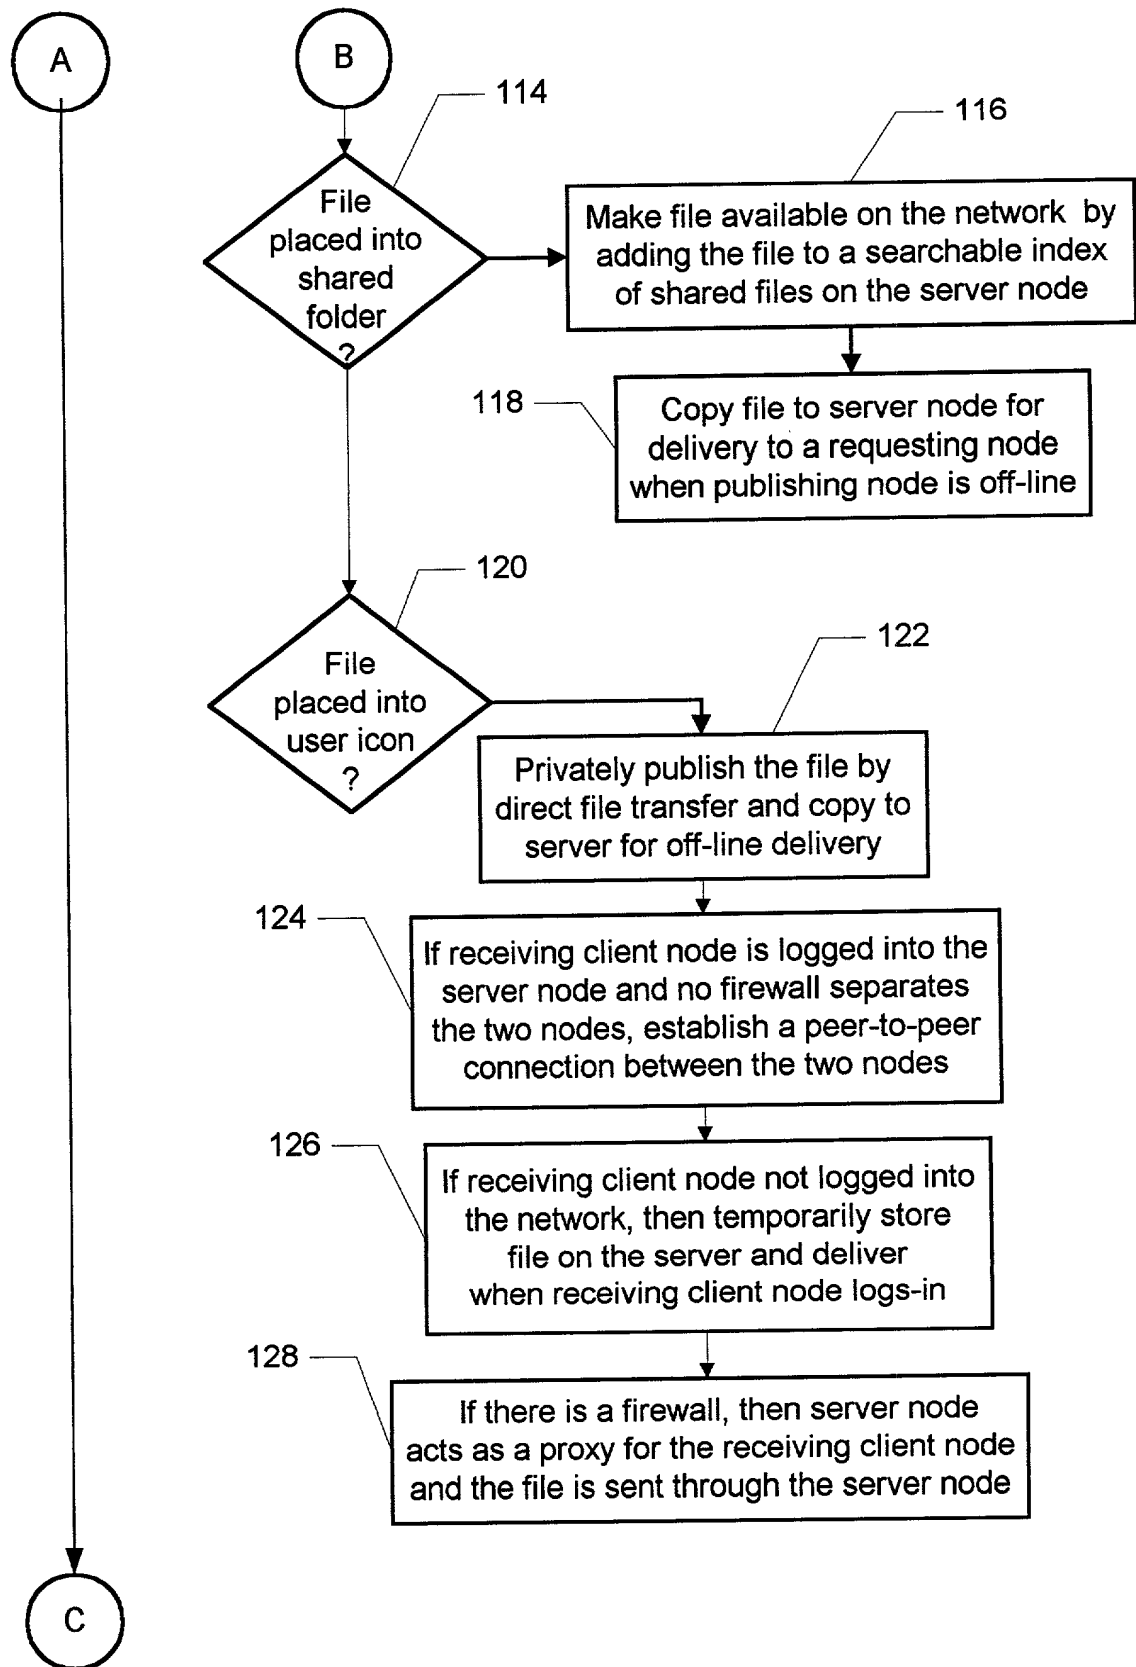 A
B
114
116
File
placed into
shared
folder
?
Make file available on the network by
adding the file to a searchable index
of shared files on the server node
118
Copy file to server node for
delivery to a requesting node
when publishing node is off-line
120
122
File
placed into
user icon
?
Privately publish the file by
direct file transfer and copy to
server for off-line delivery
124
If receiving client node is logged into the
server node and no firewall separates
the two nodes, establish a peer-to-peer
connection between the two nodes
126
If receiving client node not logged into
the network, then temporarily store
file on the server and deliver
when receiving client node logs-in
128
If there is a firewall, then server node
acts as a proxy for the receiving client node
and the file is sent through the server node
C